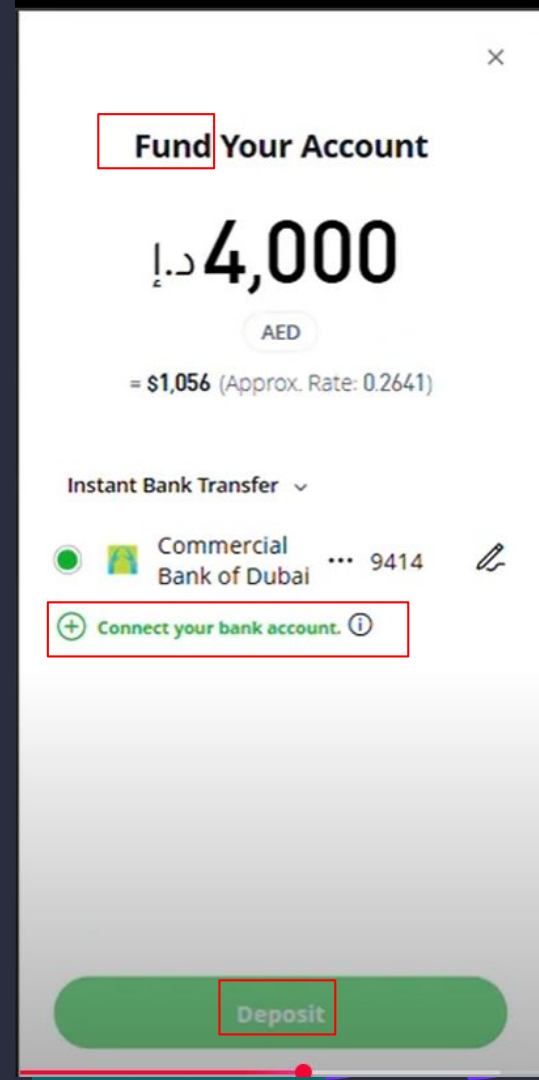 Fund Your Account
د.إ4,000
AED
= $1,056 (Approx. Rate: 0.2641)
Instant Bank Transfer
Commercial
Bank of Dubai ••• 9414
Connect your bank account.
Deposit